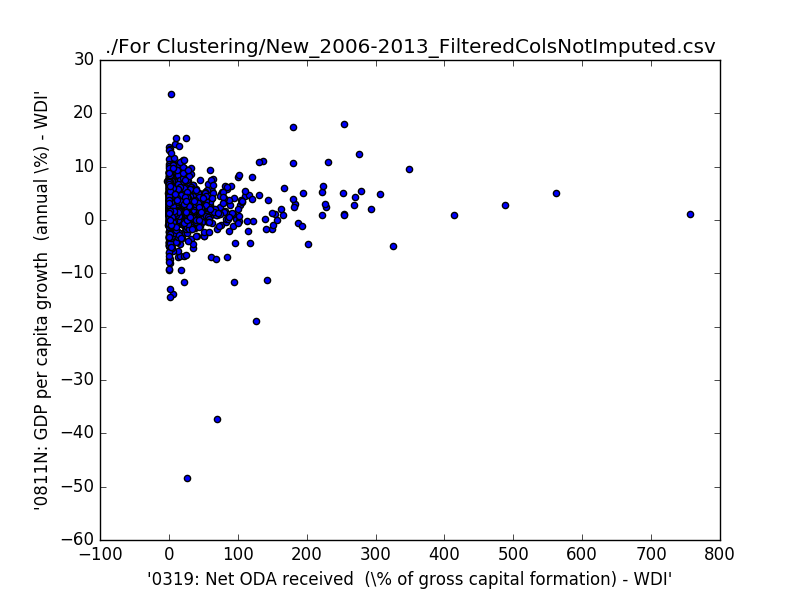 ./For Clustering/New_2006-2013_FilteredColsNotImputed.csv
30
20
10
0
−10
−20
−30
−40
−50
−60
'0811N: GDP per capita growth  (annual \%) - WDI'
−100 0 100 200 300 400 500 600 700 800
'0319: Net ODA received  (\% of gross capital formation) - WDI'